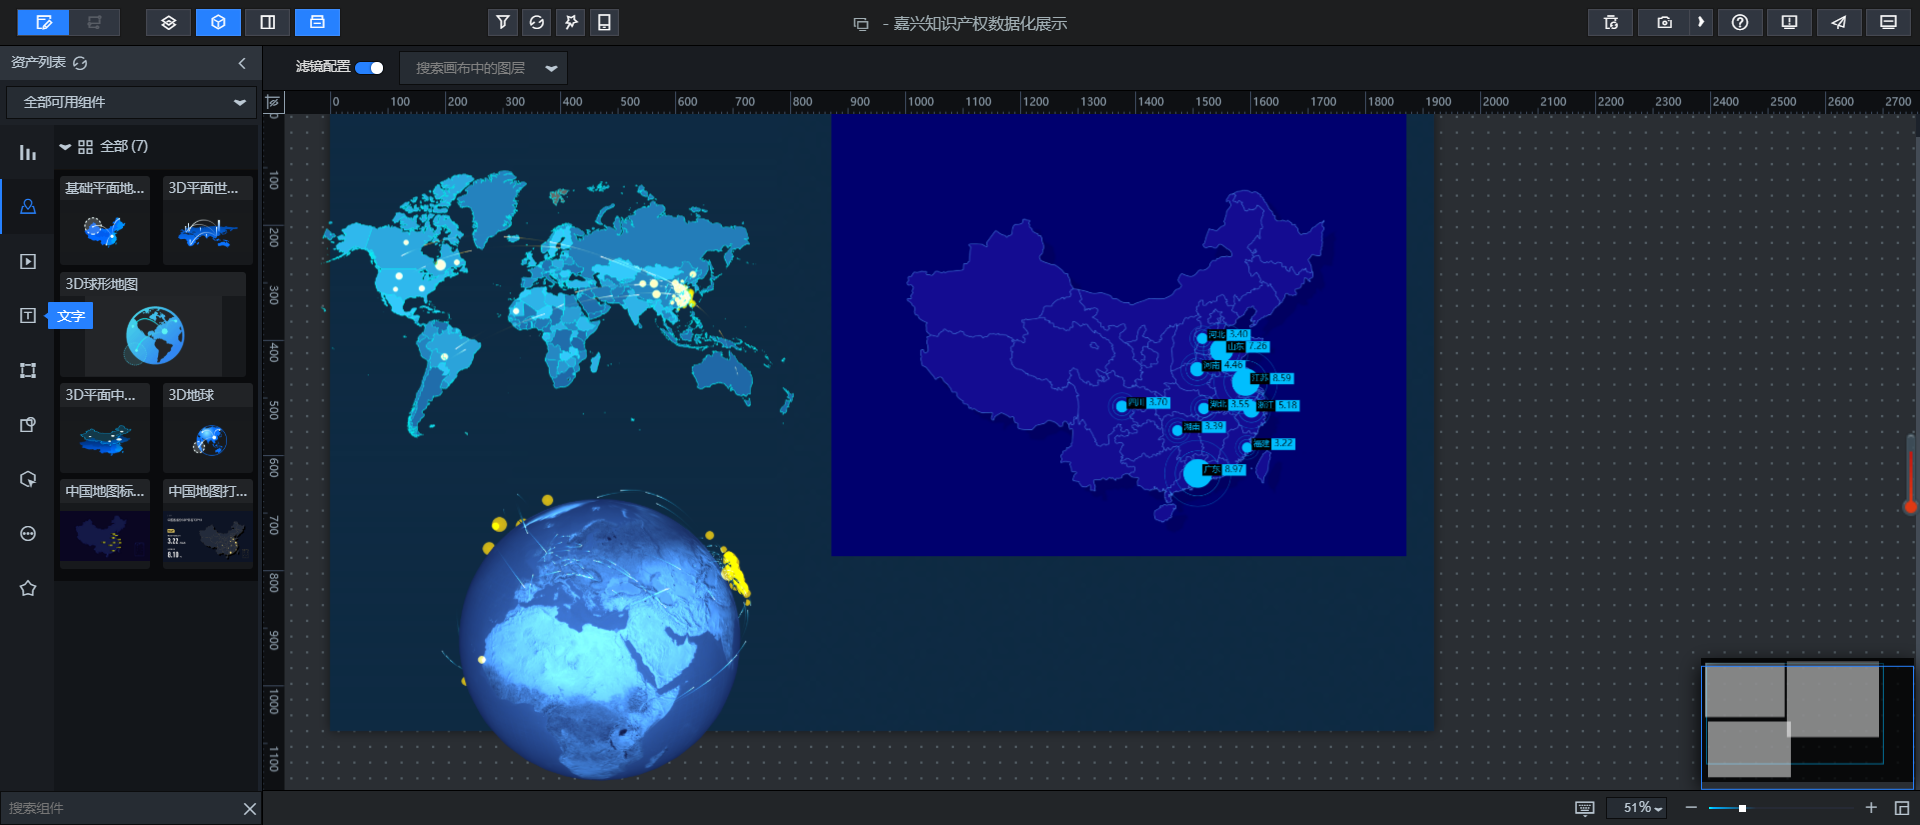 - 嘉兴知识产权数据化展示
资产列表
滤镜配置
搜索画布中的图层
全部可用组件
0 100 200 300 400 500 600 700 800 900 1000 1100 1200 1300 1400 1500 1600 1700 1800 1900 2000 2100 2200 2300 2400 2500 2600 2700
0
100
200
300
400
500
600
700
800
900
1000
1100
全部 (7)
基础平面地...
3D平面世...
3D球形地图
文字
3D平面中...
3D地球
中国地图标...
中国地图打...
3.22
8.18
河北 3.40
山东 7.26
河南 4.46
江苏 8.59
四川 3.70
湖北 3.55
浙江 5.18
湖南 3.39
福建 3.22
广东 8.97
搜索组件
51%